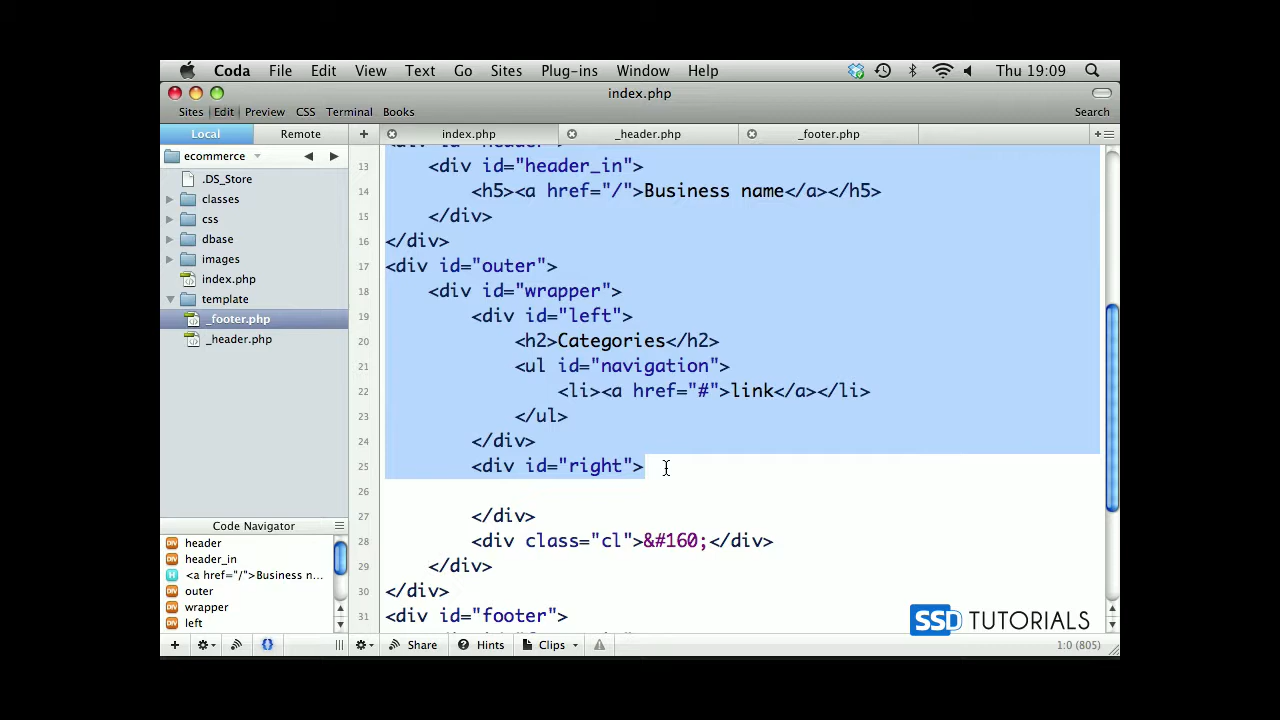 Coda File Edit View Text Go Sites Plug-ins Window Help Thu 19:09
index.php
Sites Edit Preview CSS Terminal Books Search
Local Remote + index.php _header.php _footer.php
ecommerce
.DS_Store
classes
css
dbase
images
index.php
template
_footer.php
_header.php
13 <div id="header_in">
14 <h5><a href="/">Business name</a></h5>
15 </div>
16 </div>
17 <div id="outer">
18 <div id="wrapper">
19 <div id="left">
20 <h2>Categories</h2>
21 <ul id="navigation">
22 <li><a href="#">link</a></li>
23 </ul>
24 </div>
25 <div id="right">
26
27 </div>
28 <div class="cl">&#160;</div>
29 </div>
30 </div>
31 <div id="footer">
Code Navigator
DIV header
DIV header_in
H <a href="/">Business n...
DIV outer
DIV wrapper
DIV left
SSD TUTORIALS
Share Hints Clips 1:0 (805)